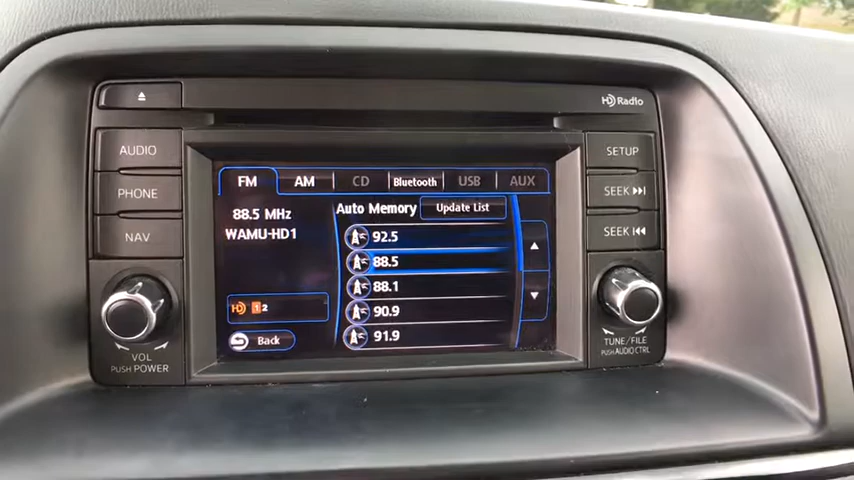 HD Radio
AUDIO
PHONE
NAV
VOL
PUSH POWER
FM AM CD Bluetooth USB AUX
88.5 MHz
WAMU-HD1
HD 1 2
Back
Auto Memory Update List
92.5
88.5
88.1
90.9
91.9
SETUP
SEEK
SEEK
TUNE/FILE
PUSH AUDIO CTRL